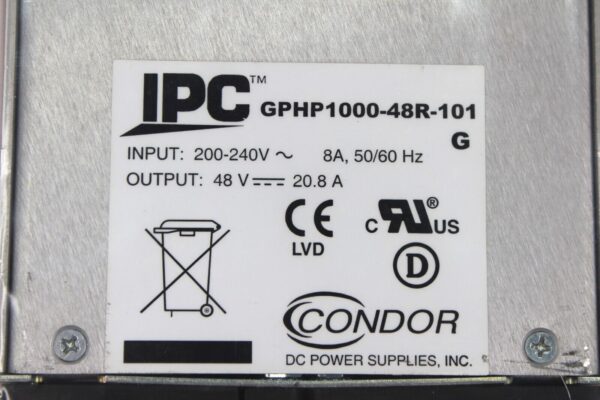 IPC™ GPHP1000-48R-101
G
INPUT: 200-240V ~ 8A, 50/60 Hz
OUTPUT: 48 V ⎓ 20.8 A
CE
LVD
c RU® US
D
CONDOR
DC POWER SUPPLIES, INC.